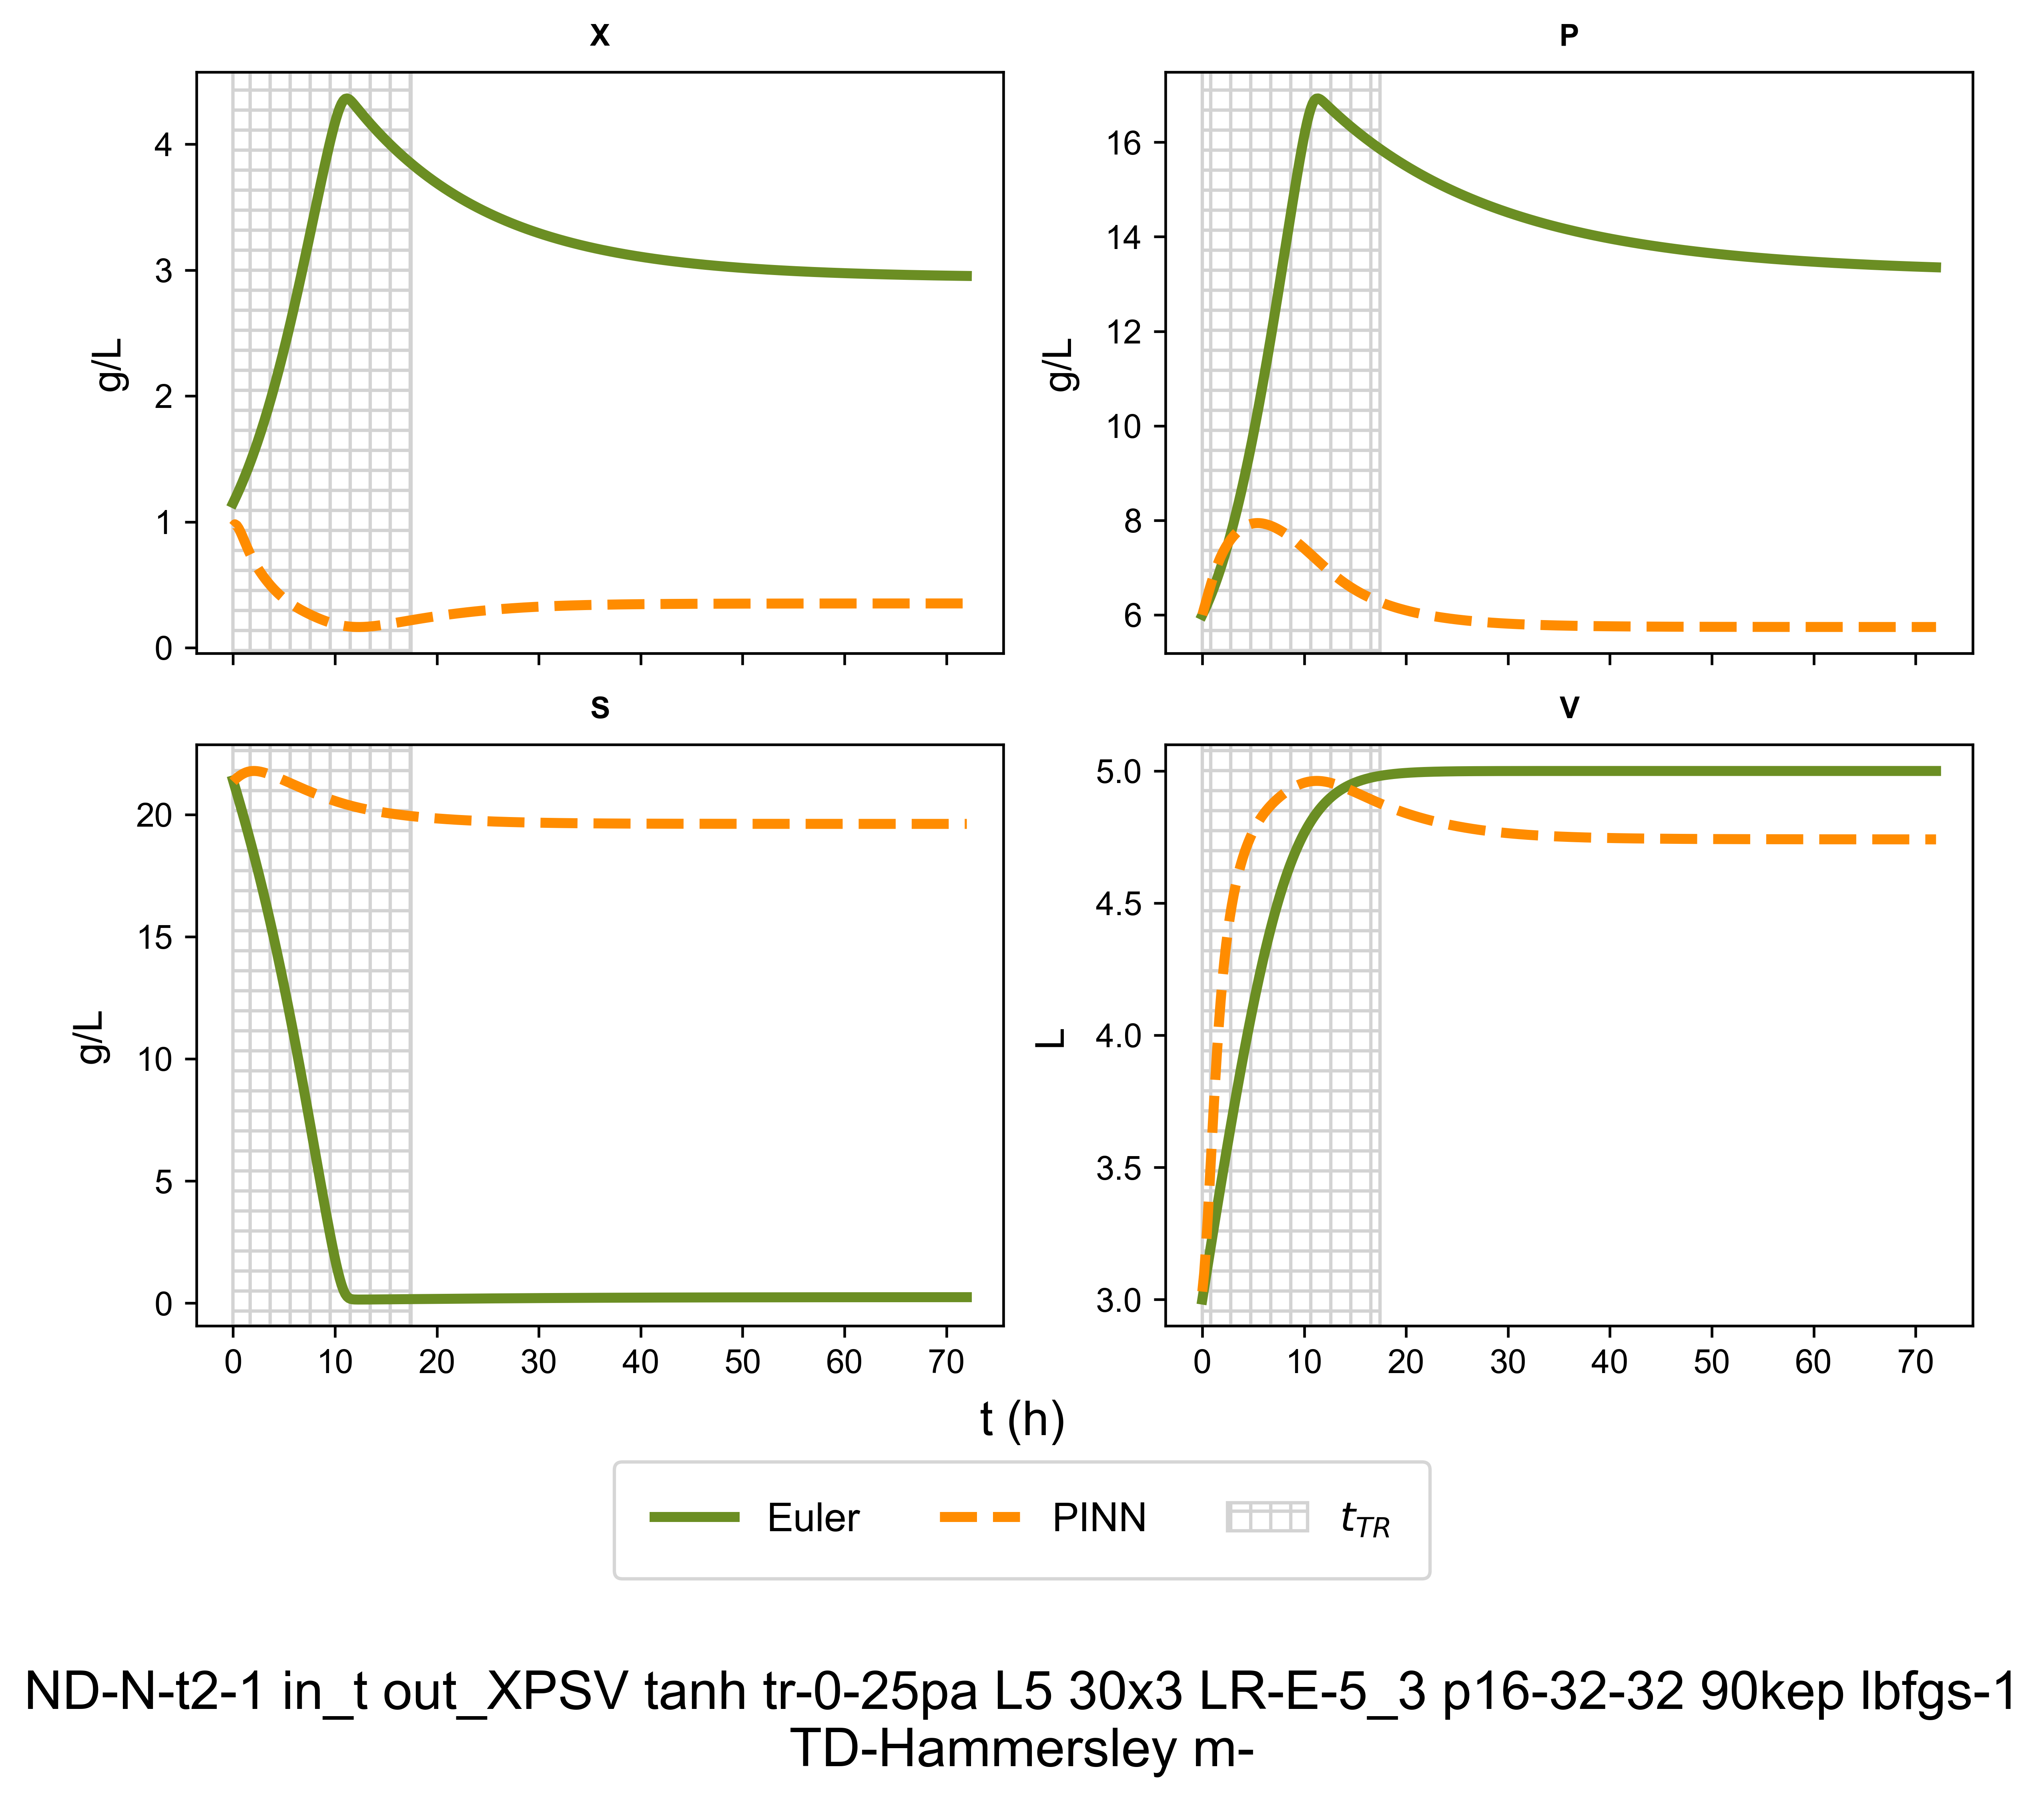 X
P
4
3
2
1
0
g/L
16
14
12
10
8
6
g/L
S
V
20
15
10
5
0
g/L
0 10 20 30 40 50 60 70
5.0
4.5
4.0
3.5
3.0
L
0 10 20 30 40 50 60 70
t (h)
Euler PINN t_TR
ND-N-t2-1 in_t out_XPSV tanh tr-0-25pa L5 30x3 LR-E-5_3 p16-32-32 90kep lbfgs-1
TD-Hammersley m-